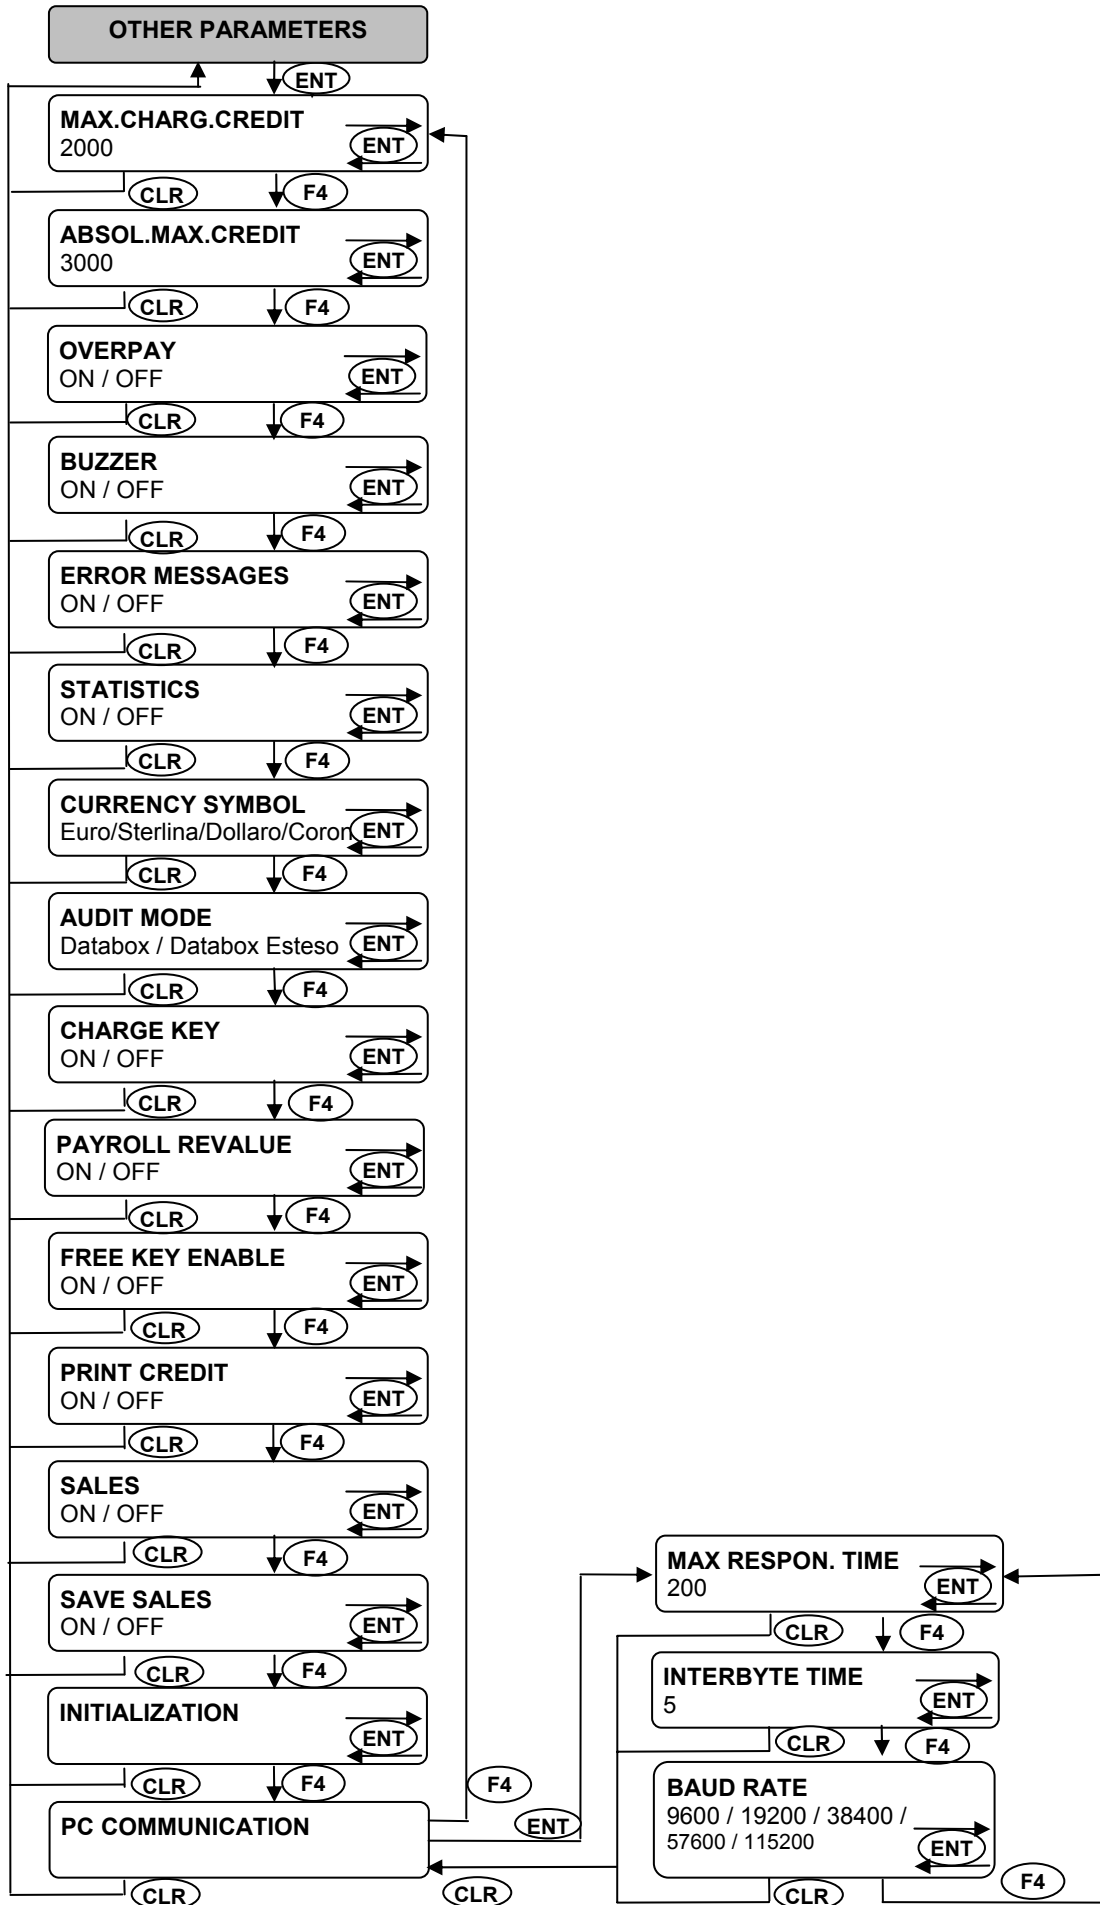 OTHER PARAMETERS
ENT
MAX.CHARG.CREDIT
2000
ENT
CLR
F4
ABSOL.MAX.CREDIT
3000
ENT
CLR
F4
OVERPAY
ON / OFF
ENT
CLR
F4
BUZZER
ON / OFF
ENT
CLR
F4
ERROR MESSAGES
ON / OFF
ENT
CLR
F4
STATISTICS
ON / OFF
ENT
CLR
F4
CURRENCY SYMBOL
Euro/Sterlina/Dollaro/Coron
ENT
CLR
F4
AUDIT MODE
Databox / Databox Esteso
ENT
CLR
F4
CHARGE KEY
ON / OFF
ENT
CLR
F4
PAYROLL REVALUE
ON / OFF
ENT
CLR
F4
FREE KEY ENABLE
ON / OFF
ENT
CLR
F4
PRINT CREDIT
ON / OFF
ENT
CLR
F4
SALES
ON / OFF
ENT
CLR
F4
SAVE SALES
ON / OFF
ENT
CLR
F4
INITIALIZATION
ENT
CLR
F4
PC COMMUNICATION
CLR
F4
ENT
CLR
MAX RESPON. TIME
200
ENT
CLR
F4
INTERBYTE TIME
5
ENT
CLR
F4
BAUD RATE
9600 / 19200 / 38400 /
57600 / 115200
ENT
CLR
F4